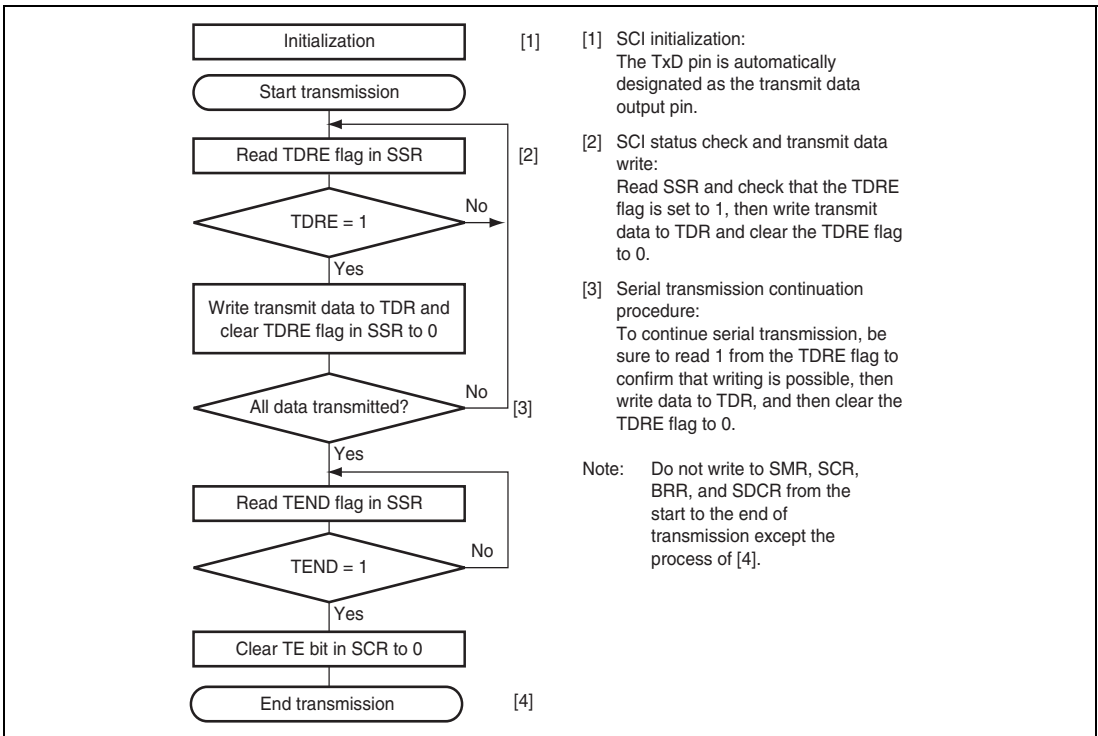 Initialization
[1]
Start transmission
Read TDRE flag in SSR
[2]
TDRE = 1
No
Yes
Write transmit data to TDR and
clear TDRE flag in SSR to 0
All data transmitted?
No
[3]
Yes
Read TEND flag in SSR
TEND = 1
No
Yes
Clear TE bit in SCR to 0
End transmission
[4]
[1] SCI initialization:
The TxD pin is automatically
designated as the transmit data
output pin.
[2] SCI status check and transmit data
write:
Read SSR and check that the TDRE
flag is set to 1, then write transmit
data to TDR and clear the TDRE flag
to 0.
[3] Serial transmission continuation
procedure:
To continue serial transmission, be
sure to read 1 from the TDRE flag to
confirm that writing is possible, then
write data to TDR, and then clear the
TDRE flag to 0.
Note: Do not write to SMR, SCR,
BRR, and SDCR from the
start to the end of
transmission except the
process of [4].